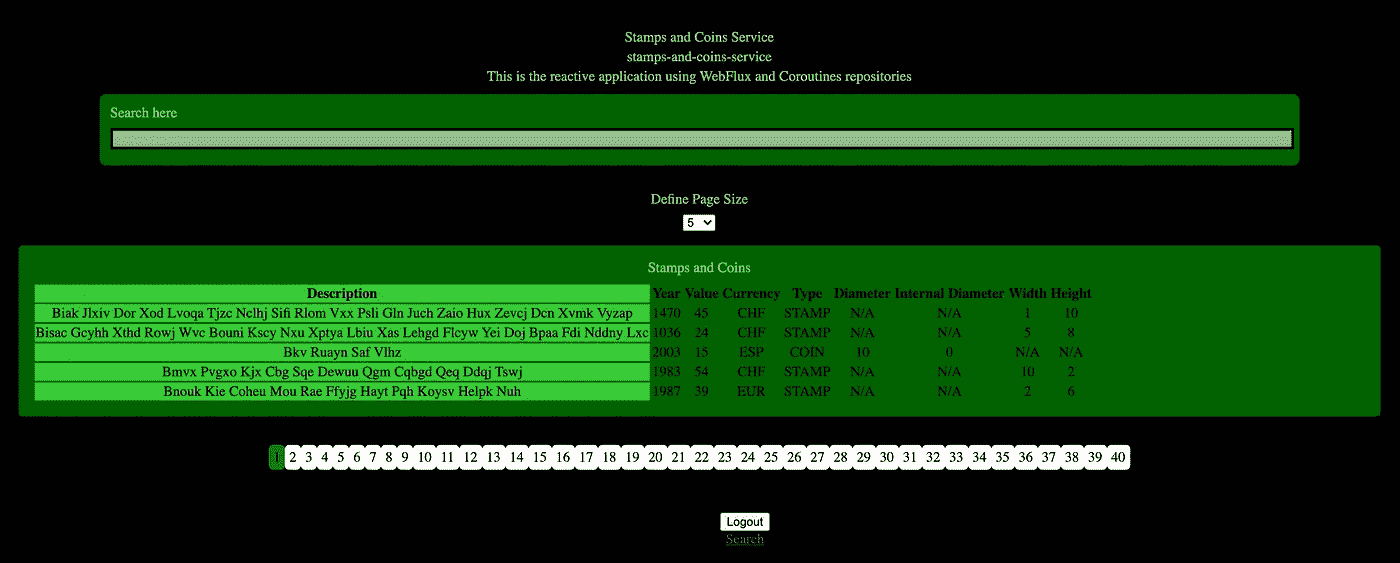 Stamps and Coins Service
stamps-and-coins-service
This is the reactive application using WebFlux and Coroutines repositories
Search here
Define Page Size
5
Stamps and Coins
Description Year Value Currency Type Diameter Internal Diameter Width Height
Biak Jlxiv Dor Xod Lvoqa Tjzc Nclhj Sifi Rlom Vxx Psli Gln Juch Zaio Hux Zevcj Dcn Xvmk Vyzap 1470 45 CHF STAMP N/A N/A 1 10
Bisac Gcyhh Xthd Rowj Wvc Bouni Kscy Nxu Xptya Lbiu Xas Lehgd Flcyw Yei Doj Bpaa Fdi Nddny Lxc 1036 24 CHF STAMP N/A N/A 5 8
Bkv Ruayn Saf Vlhz 2003 15 ESP COIN 10 0 N/A N/A
Bmvx Pvgxo Kjx Cbg Sqe Dewuu Qgm Cqbgd Qeq Ddqj Tswj 1983 54 CHF STAMP N/A N/A 10 2
Bnouk Kie Coheu Mou Rae Ffyjg Hayt Pqh Koysv Helpk Nuh 1987 39 EUR STAMP N/A N/A 2 6
1 2 3 4 5 6 7 8 9 10 11 12 13 14 15 16 17 18 19 20 21 22 23 24 25 26 27 28 29 30 31 32 33 34 35 36 37 38 39 40
Logout
Search